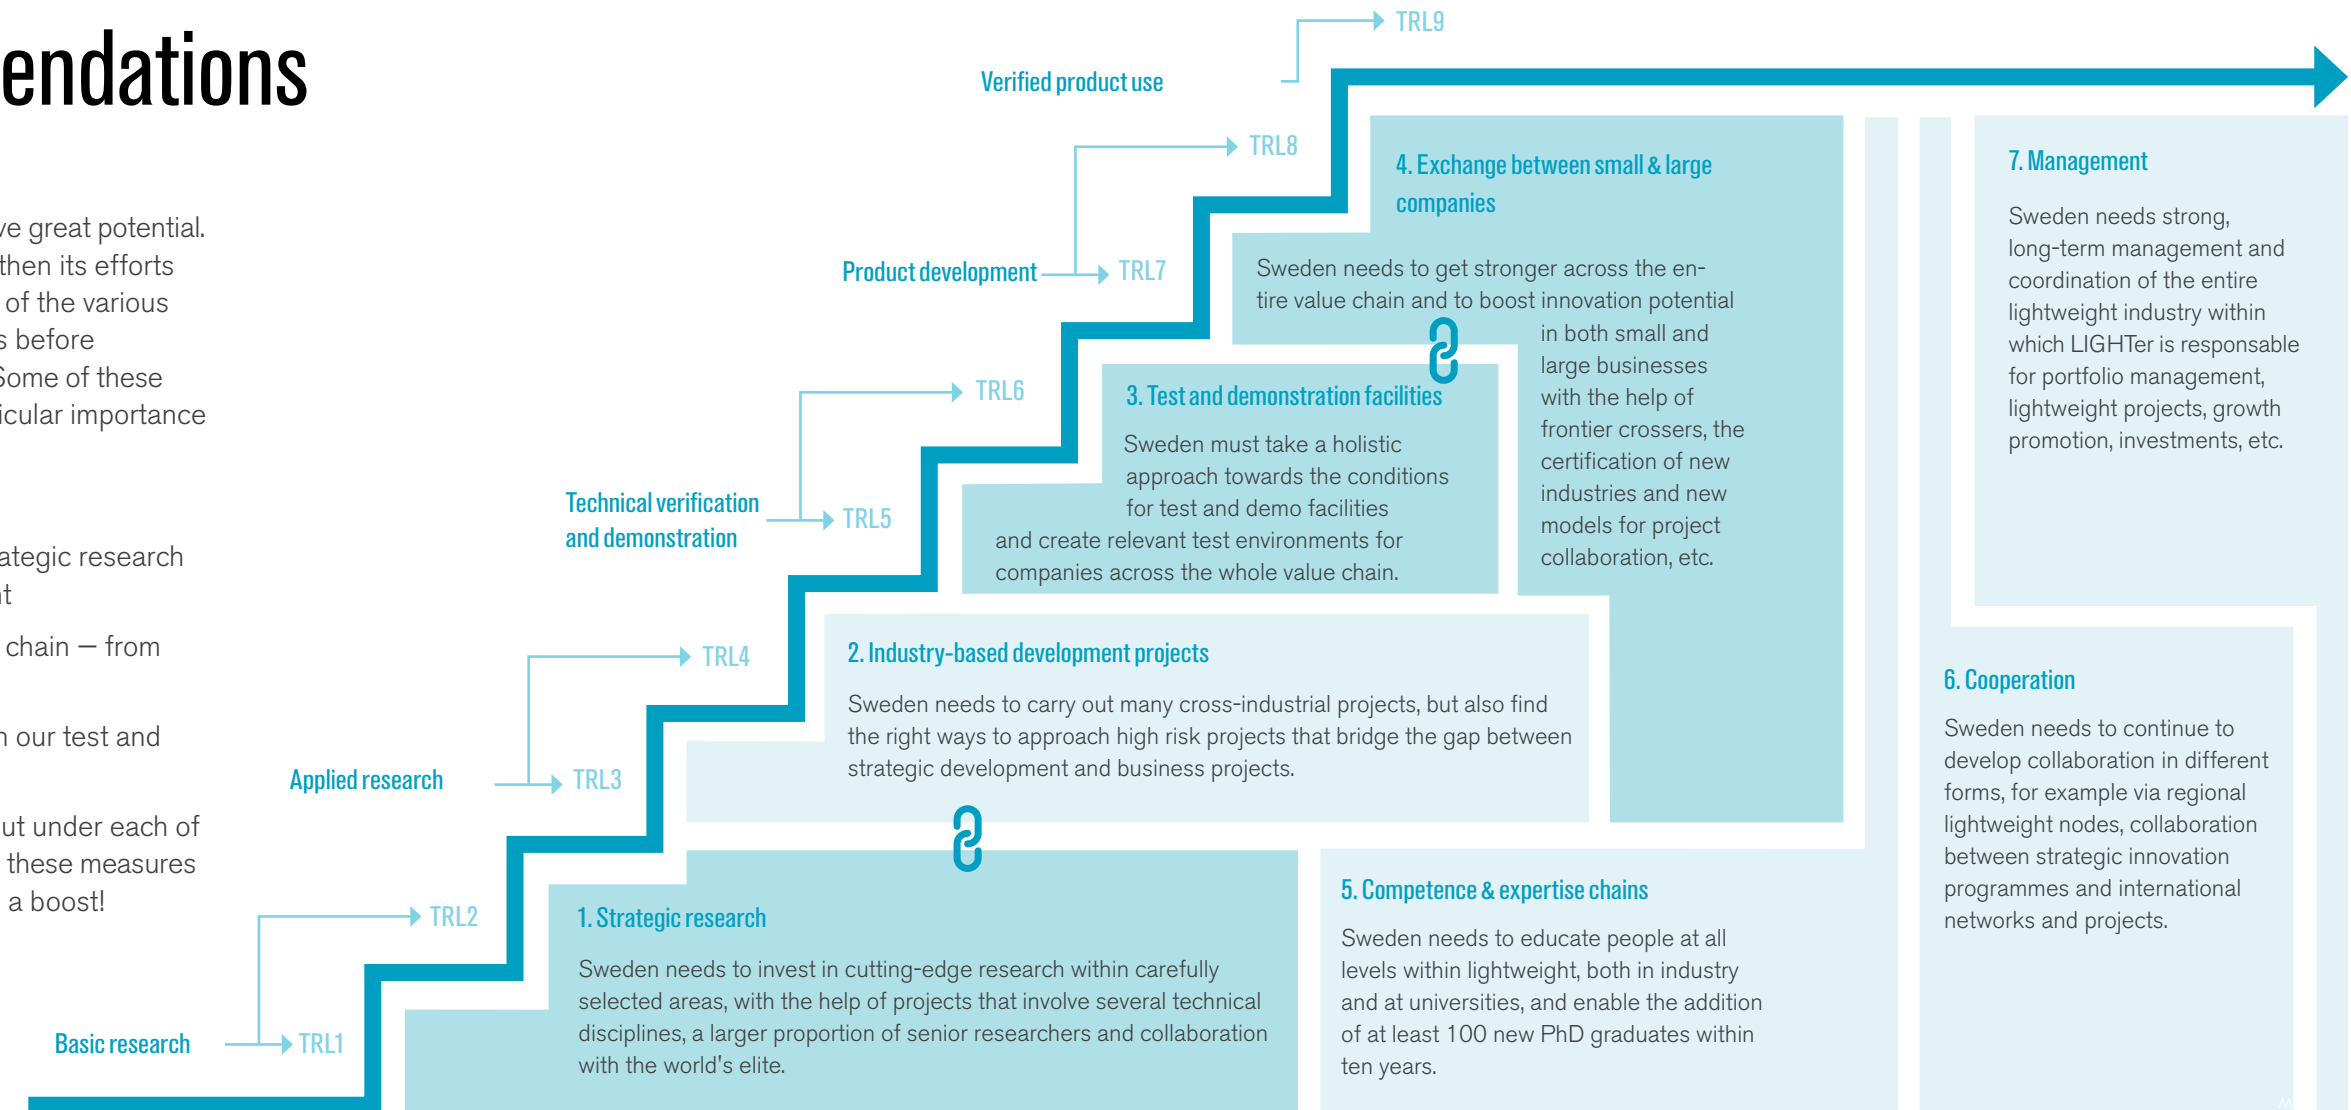 endations
ve great potential.
then its efforts
of the various
s before
Some of these
icular importance
ategic research
nt
chain – from
n our test and
ut under each of
these measures
a boost!
TRL9
Verified product use
TRL8
Product development
TRL7
TRL6
Technical verification
and demonstration
TRL5
TRL4
Applied research
TRL3
TRL2
Basic research
TRL1
1. Strategic research
Sweden needs to invest in cutting-edge research within carefully
selected areas, with the help of projects that involve several technical
disciplines, a larger proportion of senior researchers and collaboration
with the world's elite.
2. Industry-based development projects
Sweden needs to carry out many cross-industrial projects, but also find
the right ways to approach high risk projects that bridge the gap between
strategic development and business projects.
3. Test and demonstration facilities
Sweden must take a holistic
approach towards the conditions
for test and demo facilities
and create relevant test environments for
companies across the whole value chain.
4. Exchange between small & large
companies
Sweden needs to get stronger across the en-
tire value chain and to boost innovation potential
in both small and
large businesses
with the help of
frontier crossers, the
certification of new
industries and new
models for project
collaboration, etc.
5. Competence & expertise chains
Sweden needs to educate people at all
levels within lightweight, both in industry
and at universities, and enable the addition
of at least 100 new PhD graduates within
ten years.
6. Cooperation
Sweden needs to continue to
develop collaboration in different
forms, for example via regional
lightweight nodes, collaboration
between strategic innovation
programmes and international
networks and projects.
7. Management
Sweden needs strong,
long-term management and
coordination of the entire
lightweight industry within
which LIGHTer is responsable
for portfolio management,
lightweight projects, growth
promotion, investments, etc.